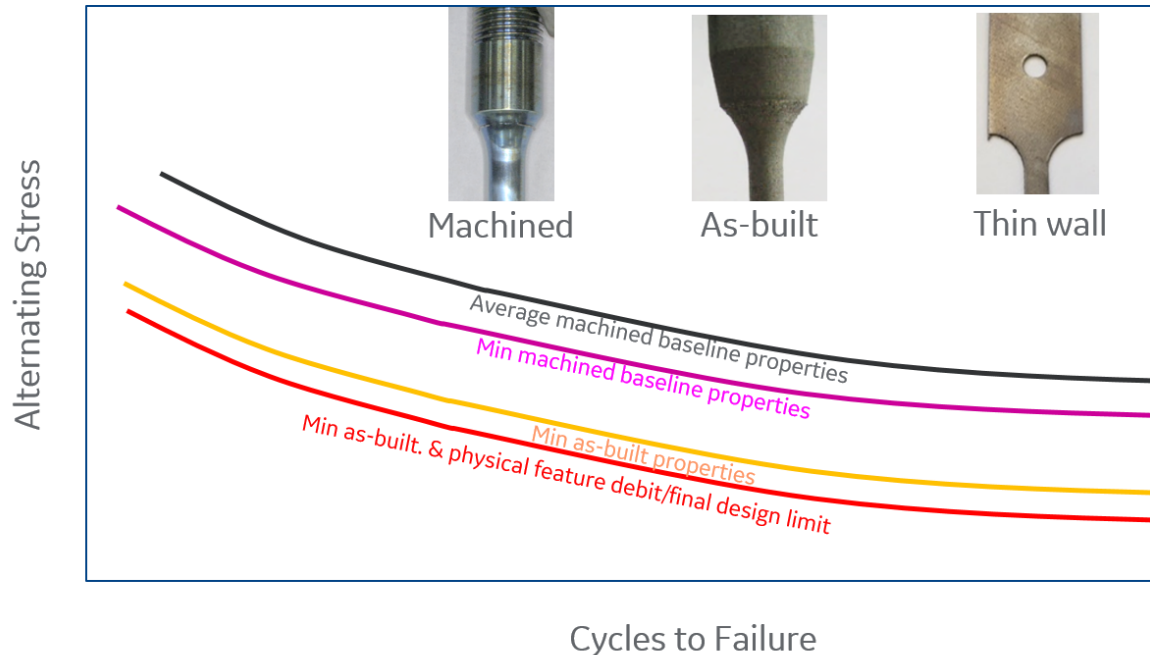 Machined
As-built
Thin wall
Alternating Stress
Average machined baseline properties
Min machined baseline properties
Min as-built properties
Min as-built. & physical feature debit/final design limit
Cycles to Failure